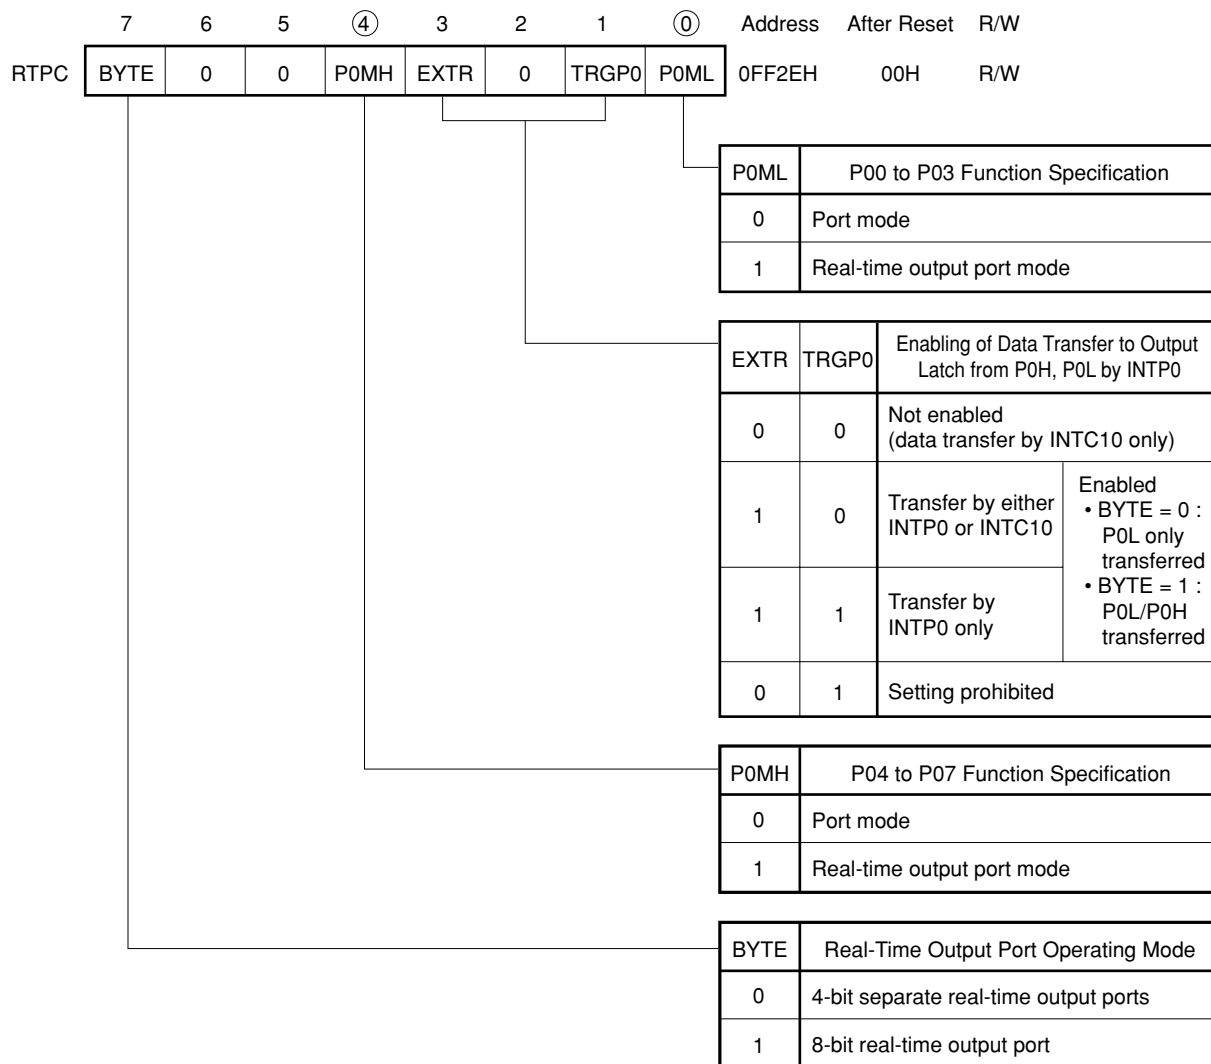 7 6 5 ④ 3 2 1 ⓪ Address After Reset R/W
RTPC BYTE 0 0 P0MH EXTR 0 TRGP0 P0ML 0FF2EH 00H R/W
P0ML P00 to P03 Function Specification
0 Port mode
1 Real-time output port mode
EXTR TRGP0 Enabling of Data Transfer to Output
Latch from P0H, P0L by INTP0
0 0 Not enabled
(data transfer by INTC10 only)
1 0 Transfer by either
INTP0 or INTC10
1 1 Transfer by
INTP0 only
Enabled
• BYTE = 0 :
P0L only
transferred
• BYTE = 1 :
P0L/P0H
transferred
0 1 Setting prohibited
P0MH P04 to P07 Function Specification
0 Port mode
1 Real-time output port mode
BYTE Real-Time Output Port Operating Mode
0 4-bit separate real-time output ports
1 8-bit real-time output port